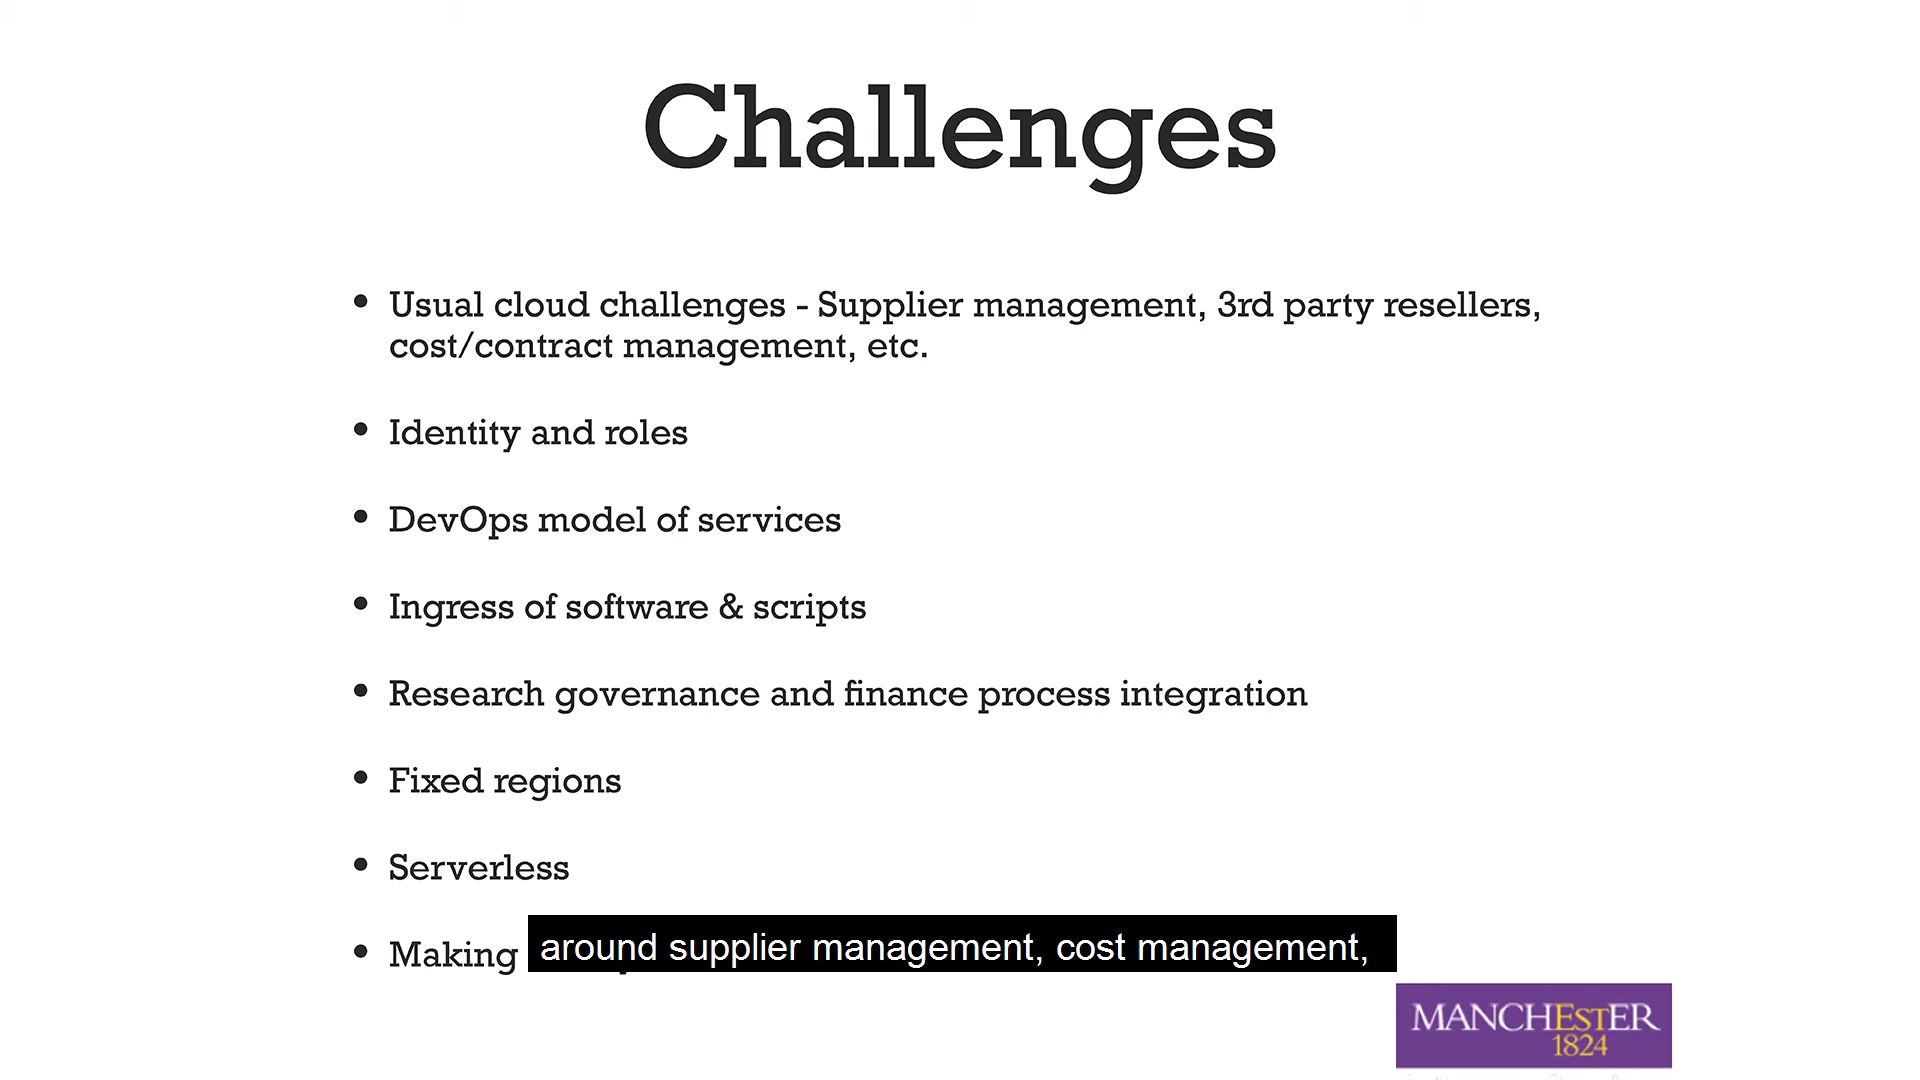 Challenges
• Usual cloud challenges - Supplier management, 3rd party resellers,
cost/contract management, etc.
• Identity and roles
• DevOps model of services
• Ingress of software & scripts
• Research governance and finance process integration
• Fixed regions
• Serverless
• Making
around supplier management, cost management,
MANCHEsTER
1824